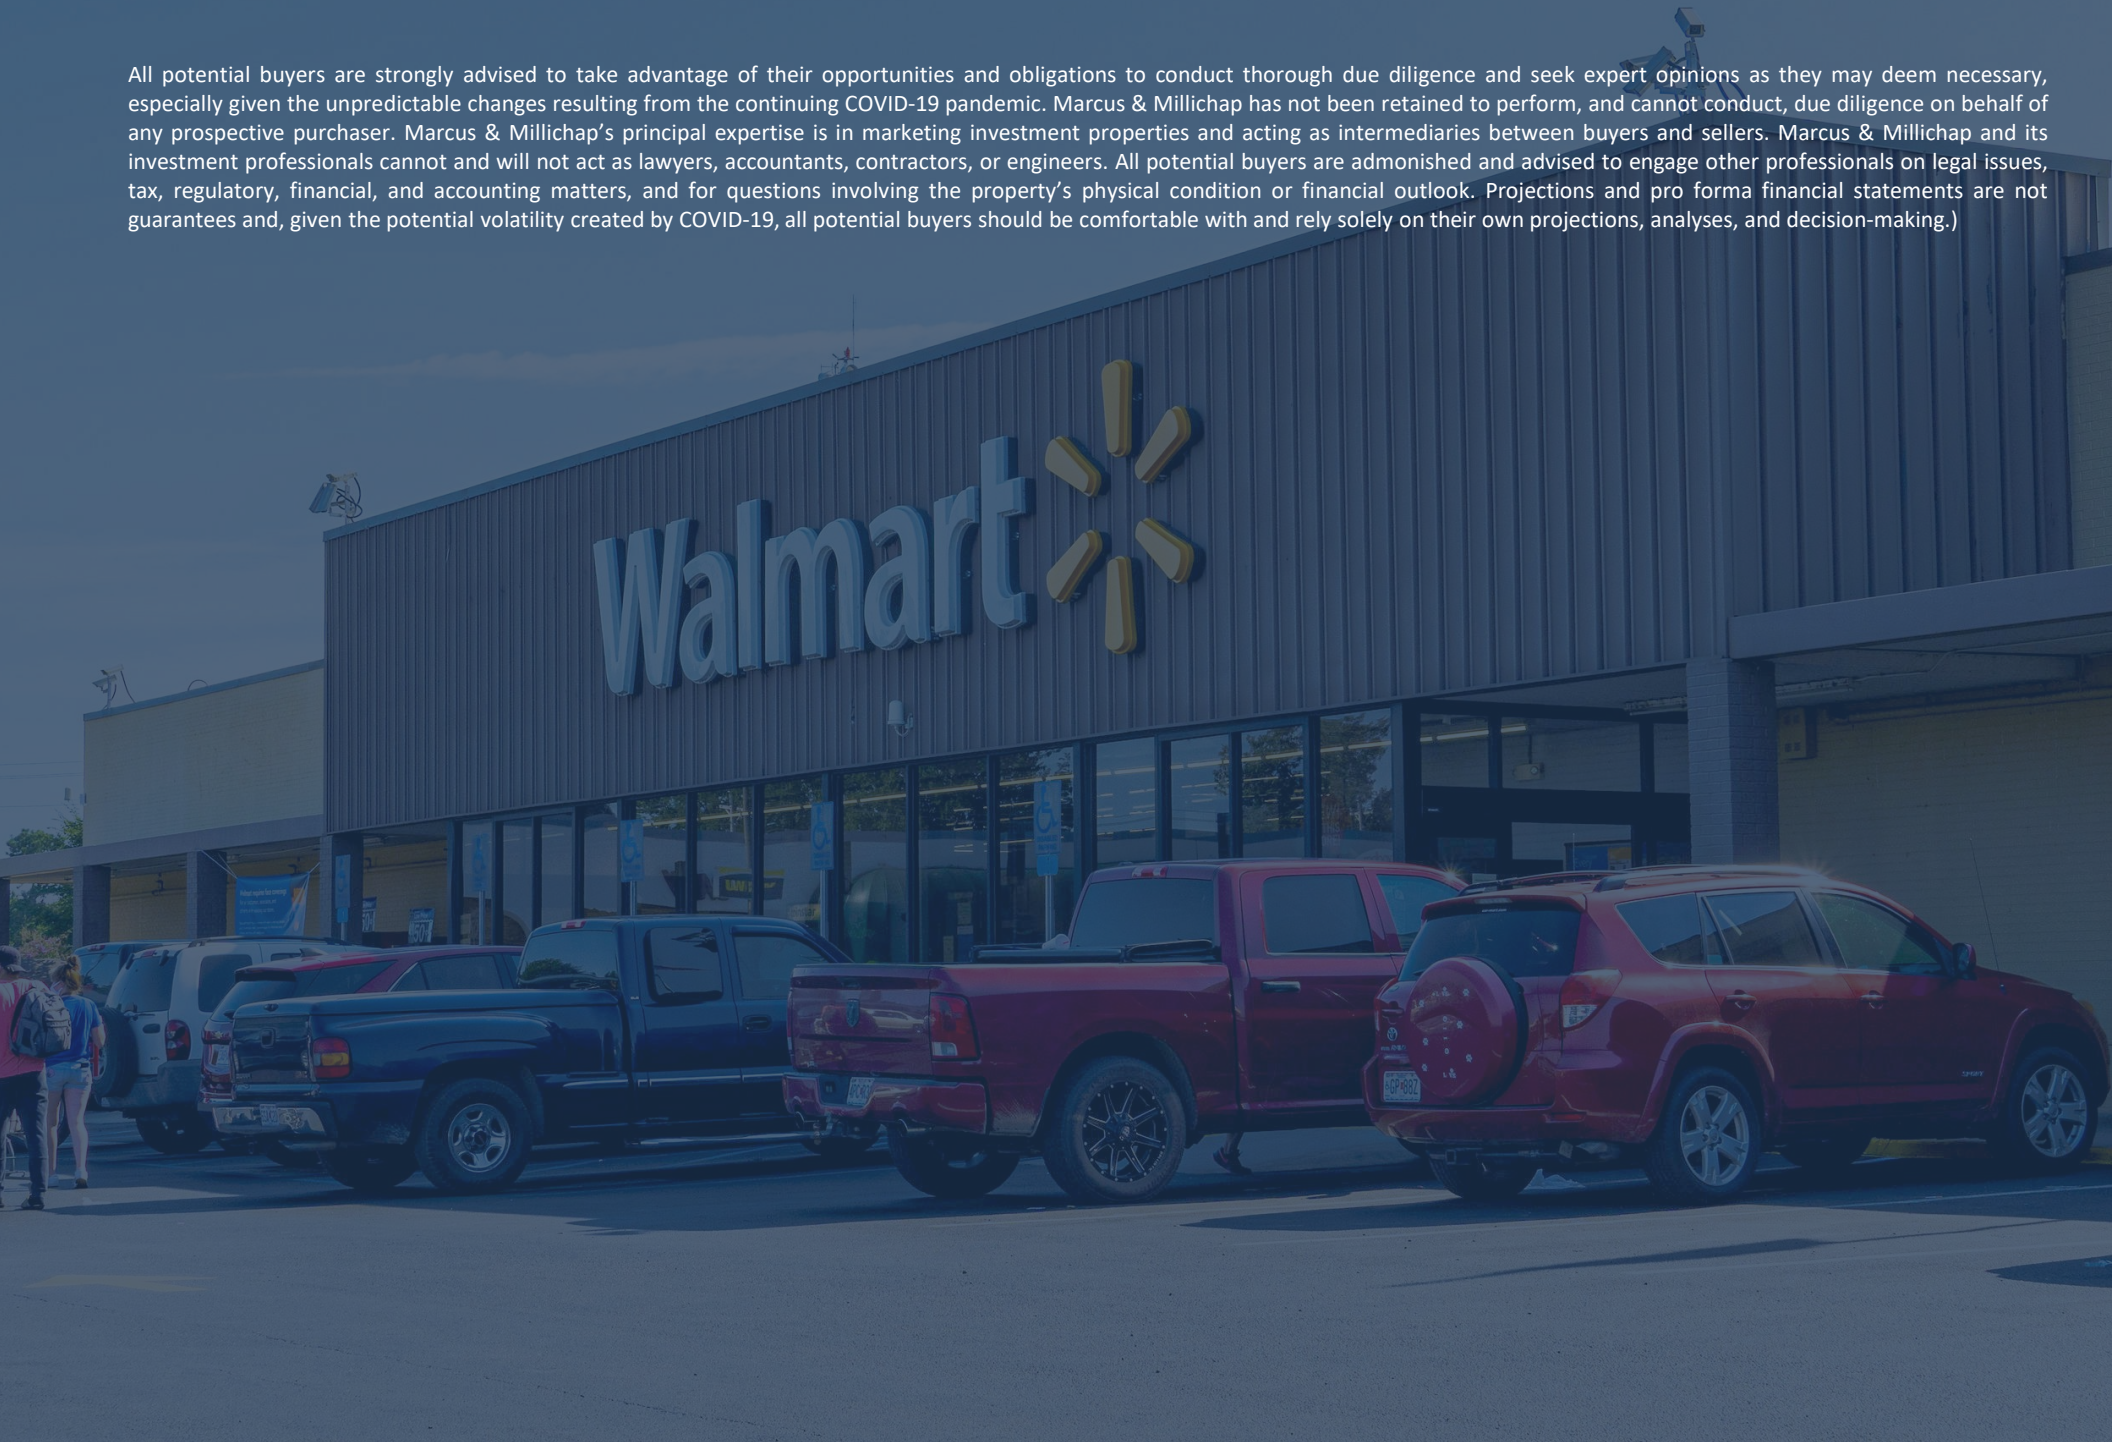 All potential buyers are strongly advised to take advantage of their opportunities and obligations to conduct thorough due diligence and seek expert opinions as they may deem necessary,
especially given the unpredictable changes resulting from the continuing COVID-19 pandemic. Marcus & Millichap has not been retained to perform, and cannot conduct, due diligence on behalf of
any prospective purchaser. Marcus & Millichap’s principal expertise is in marketing investment properties and acting as intermediaries between buyers and sellers. Marcus & Millichap and its
investment professionals cannot and will not act as lawyers, accountants, contractors, or engineers. All potential buyers are admonished and advised to engage other professionals on legal issues,
tax, regulatory, financial, and accounting matters, and for questions involving the property’s physical condition or financial outlook. Projections and pro forma financial statements are not
guarantees and, given the potential volatility created by COVID-19, all potential buyers should be comfortable with and rely solely on their own projections, analyses, and decision-making.)
Walmart